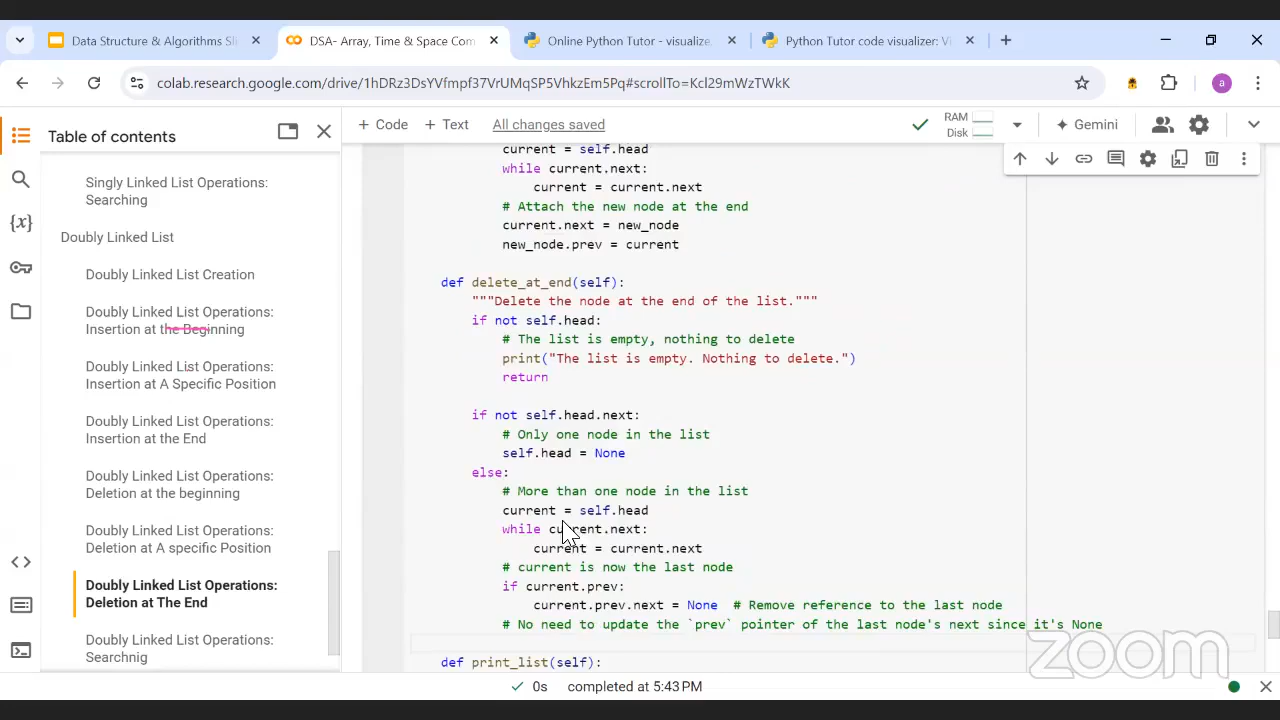 Data Structure & Algorithms Sli
DSA- Array, Time & Space Com
Online Python Tutor - visualize
Python Tutor code visualizer: Vi
colab.research.google.com/drive/1hDRz3DsYVfmpf37VrUMqSP5VhkzEm5Pq#scrollTo=Kcl29mWzTWkK
a
Table of contents
+ Code
+ Text
All changes saved
RAM
Disk
Gemini
Singly Linked List Operations:
Searching
Doubly Linked List
Doubly Linked List Creation
Doubly Linked List Operations:
Insertion at the Beginning
Doubly Linked List Operations:
Insertion at A Specific Position
Doubly Linked List Operations:
Insertion at the End
Doubly Linked List Operations:
Deletion at the beginning
Doubly Linked List Operations:
Deletion at A specific Position
Doubly Linked List Operations:
Deletion at The End
Doubly Linked List Operations:
Searchnig
current = self.head
while current.next:
current = current.next
# Attach the new node at the end
current.next = new_node
new_node.prev = current
def delete_at_end(self):
"""Delete the node at the end of the list."""
if not self.head:
# The list is empty, nothing to delete
print("The list is empty. Nothing to delete.")
return
if not self.head.next:
# Only one node in the list
self.head = None
else:
# More than one node in the list
current = self.head
while current.next:
current = current.next
# current is now the last node
if current.prev:
current.prev.next = None  # Remove reference to the last node
# No need to update the `prev` pointer of the last node's next since it's None
def print_list(self):
zoom
0s completed at 5:43 PM